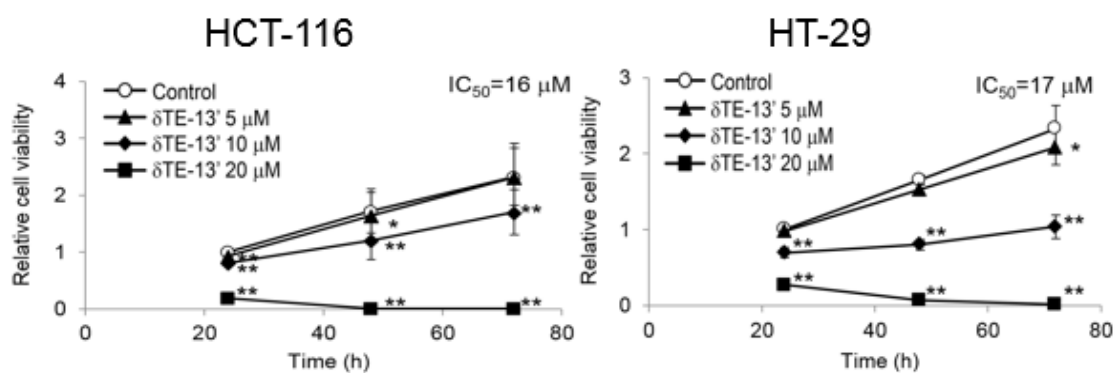 HCT-116
4
3
2
1
0
Relative cell viability
Control
δTE-13' 5 μM
δTE-13' 10 μM
δTE-13' 20 μM
IC50=16 μM
*
**
**
**
**
**
**
**
0
20
40
60
80
Time (h)
HT-29
3
2
1
0
Relative cell viability
Control
δTE-13' 5 μM
δTE-13' 10 μM
δTE-13' 20 μM
IC50=17 μM
*
**
**
**
**
**
**
0
20
40
60
80
Time (h)